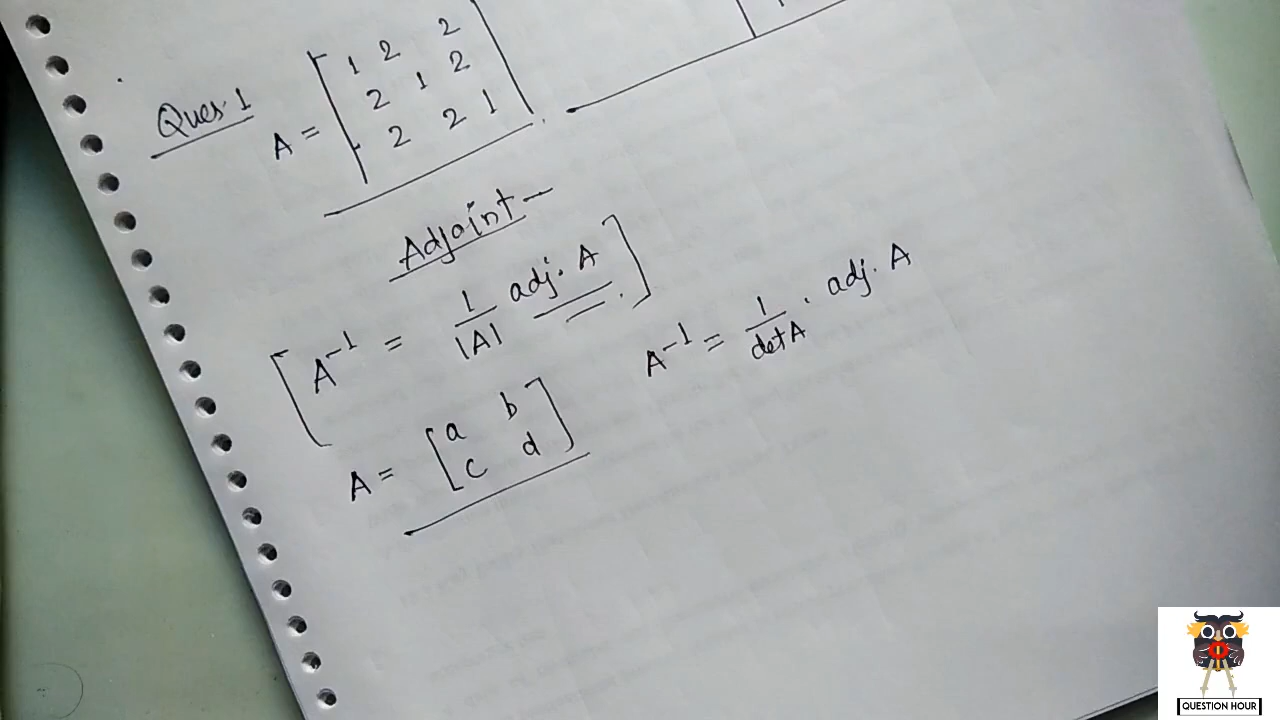 Ques.1
A = [1 2 2
2 1 2
2 2 1]
Adjoint -
[A⁻¹ = 1/|A| adj. A]
A⁻¹ = 1/det A . adj. A
A = [a b
c d]
QUESTION HOUR